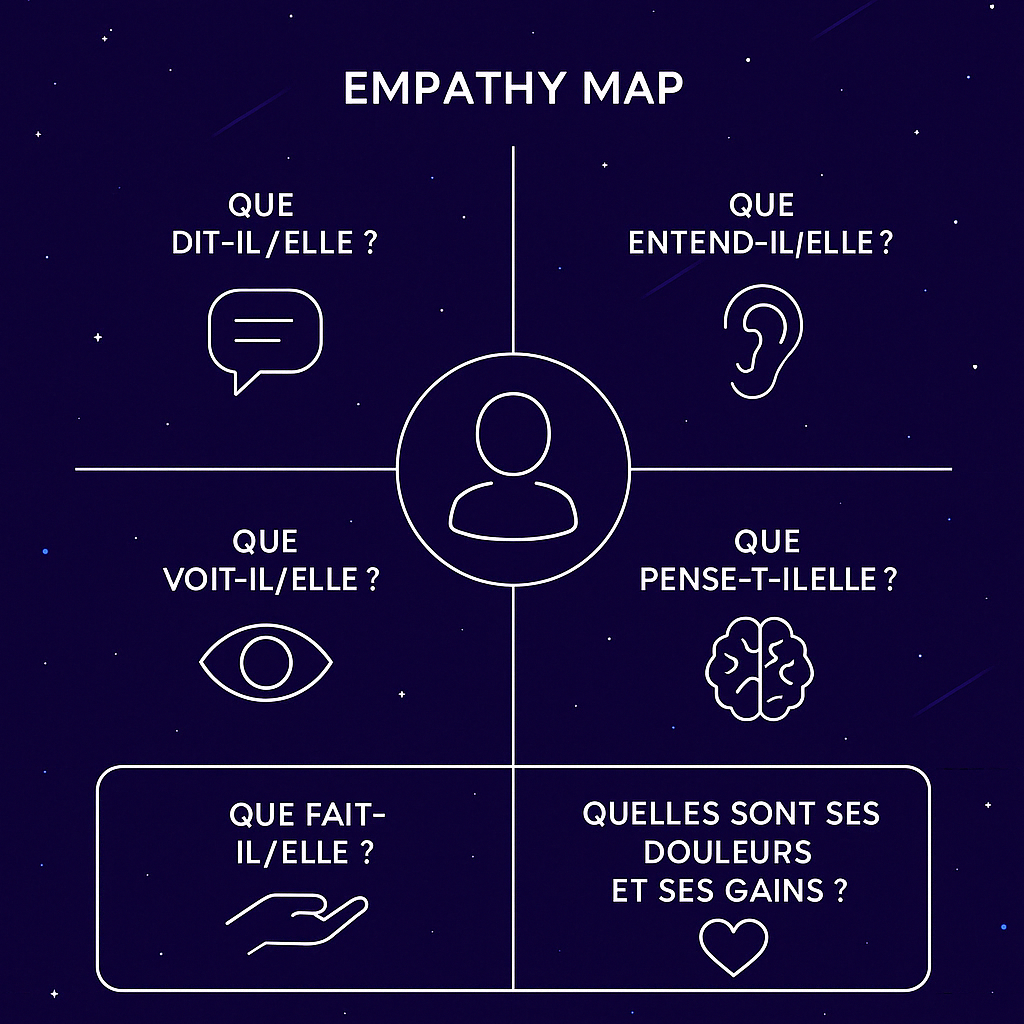 EMPATHY MAP
QUE
DIT-IL/ELLE ?
QUE
ENTEND-IL/ELLE ?
QUE
VOIT-IL/ELLE ?
QUE
PENSE-T-ILELLE ?
QUE FAIT-
IL/ELLE ?
QUELLES SONT SES
DOULEURS
ET SES GAINS ?